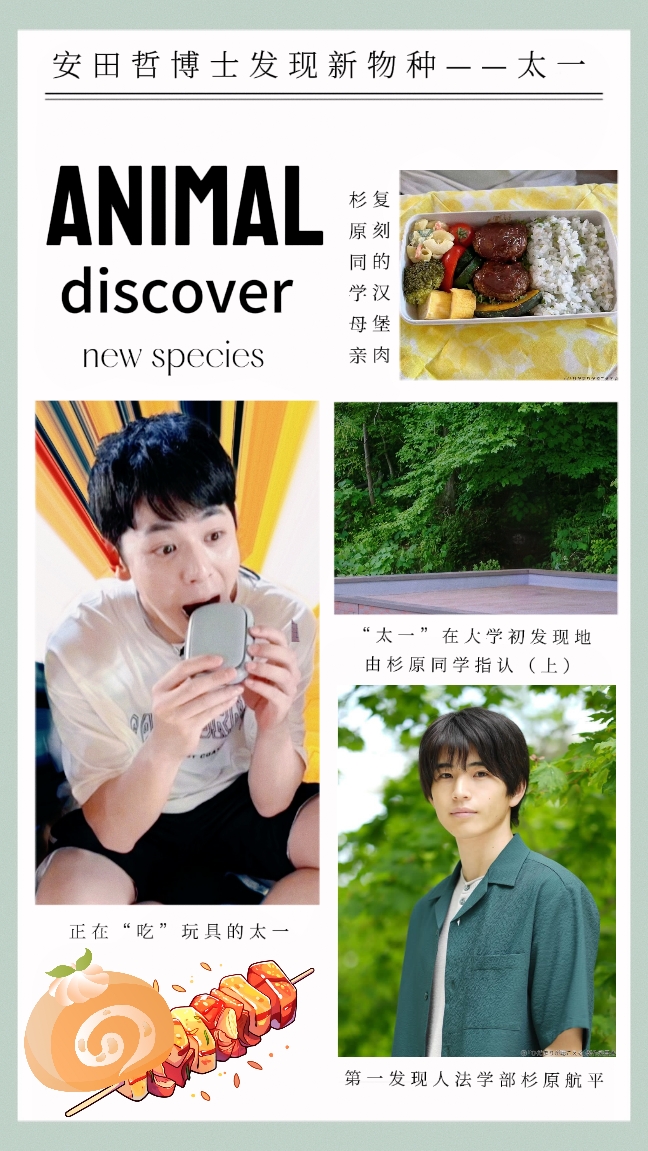 安田哲博士发现新物种——太一
ANIMAL
discover
new species
复刻的汉堡肉
杉原同学母亲
“太一”在大学初发现地
由杉原同学指认（上）
正在“吃”玩具的太一
第一发现人法学部杉原航平